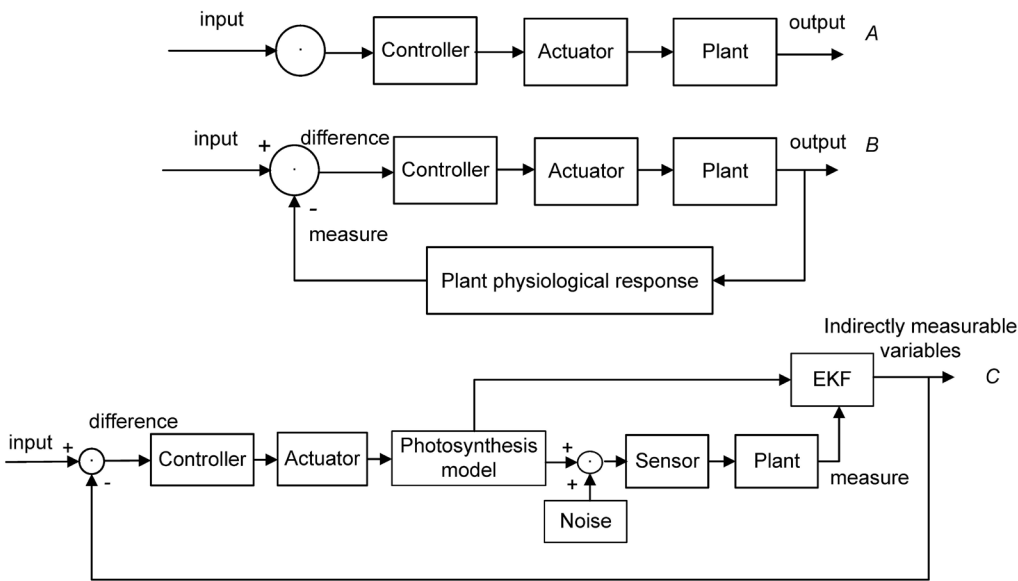 input
Controller
Actuator
Plant
output
A
input
+
difference
Controller
Actuator
Plant
output
B
-
measure
Plant physiological response
Indirectly measurable
variables
EKF
C
difference
input
+
-
Controller
Actuator
Photosynthesis
model
+
+
Sensor
Plant
measure
Noise